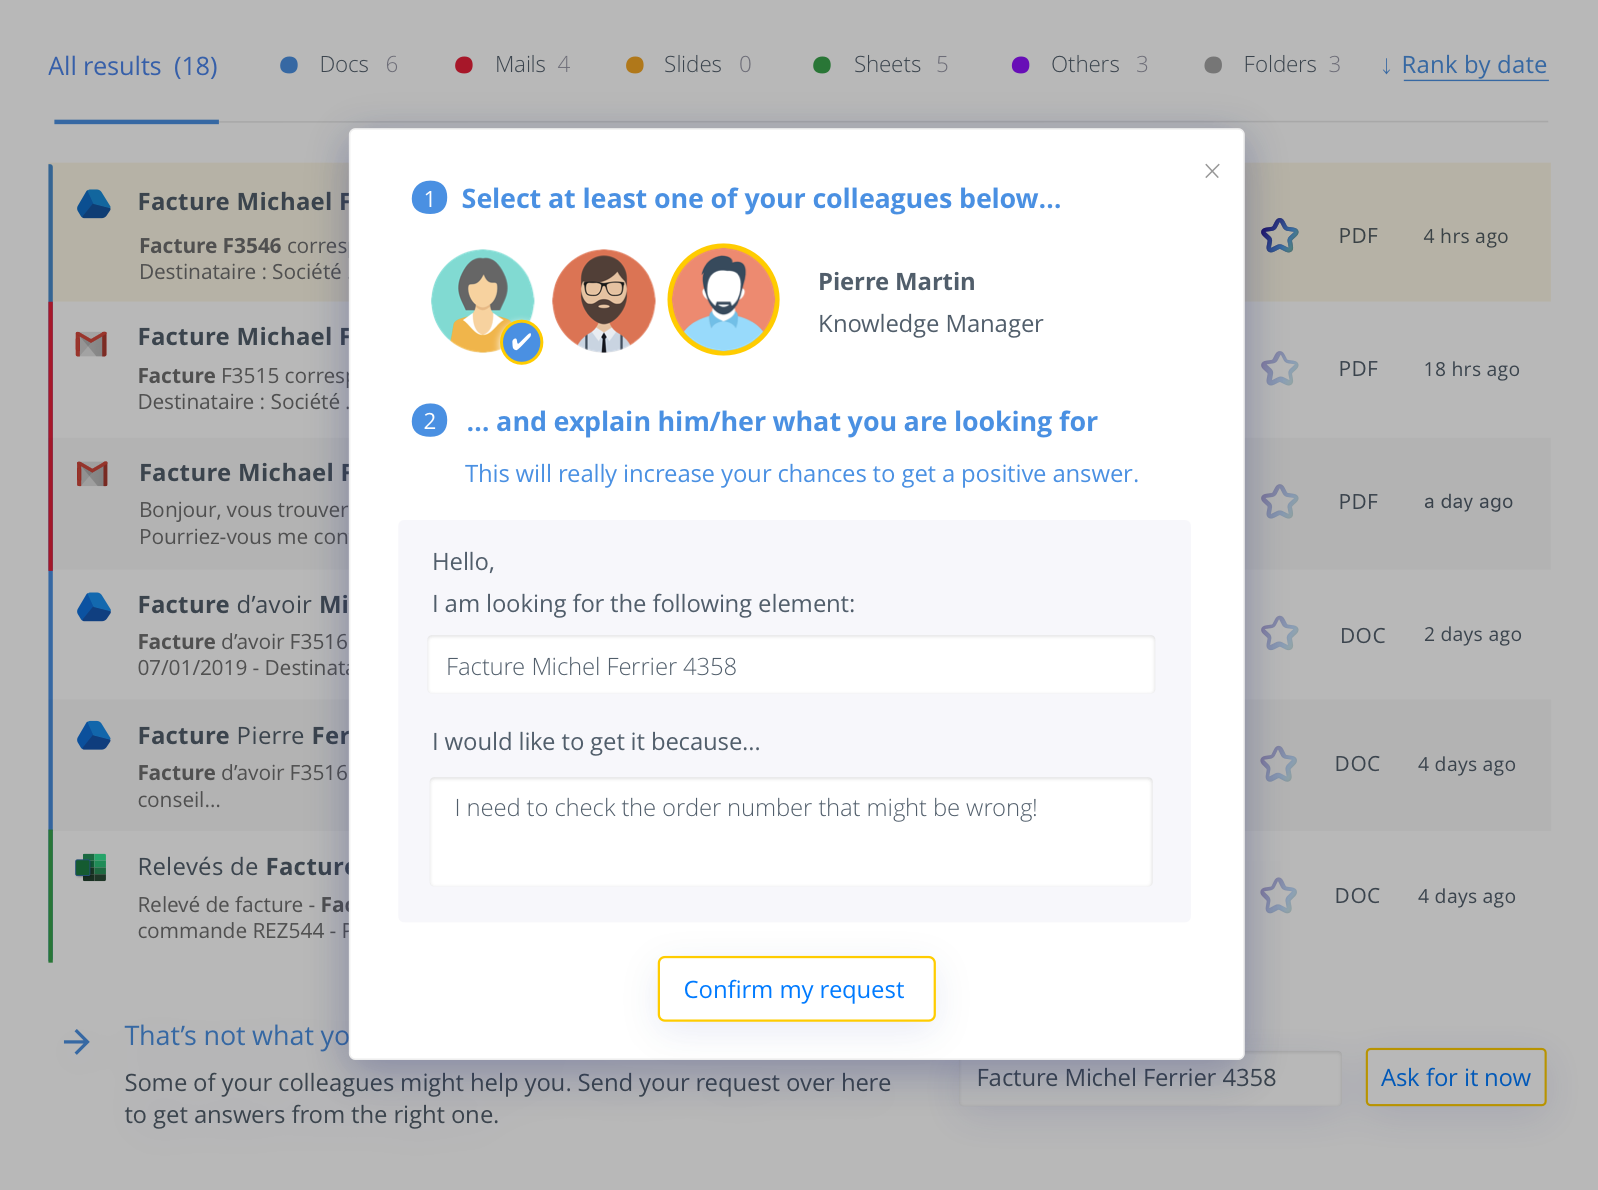 All results (18)
Docs 6
Mails 4
Slides 0
Sheets 5
Others 3
Folders 3
↓ Rank by date
1 Select at least one of your colleagues below...
Pierre Martin
Knowledge Manager
2 ... and explain him/her what you are looking for
This will really increase your chances to get a positive answer.
Hello,
I am looking for the following element:
Facture Michel Ferrier 4358
I would like to get it because...
I need to check the order number that might be wrong!
Confirm my request
Facture Michael F
Facture F3546 corres
Destinataire : Société
PDF 4 hrs ago
Facture Michael F
Facture F3515 corres
Destinataire : Société .
PDF 18 hrs ago
Facture Michael F
Bonjour, vous trouver
Pourriez-vous me con
PDF a day ago
Facture d’avoir Mi
Facture d’avoir F3516
07/01/2019 - Destinata
DOC 2 days ago
Facture Pierre Fer
Facture d’avoir F3516
conseil...
DOC 4 days ago
Relevés de Facture
Relevé de facture - Fac
commande REZ544 - F
DOC 4 days ago
That’s not what yo
Some of your colleagues might help you. Send your request over here
to get answers from the right one.
Facture Michel Ferrier 4358
Ask for it now